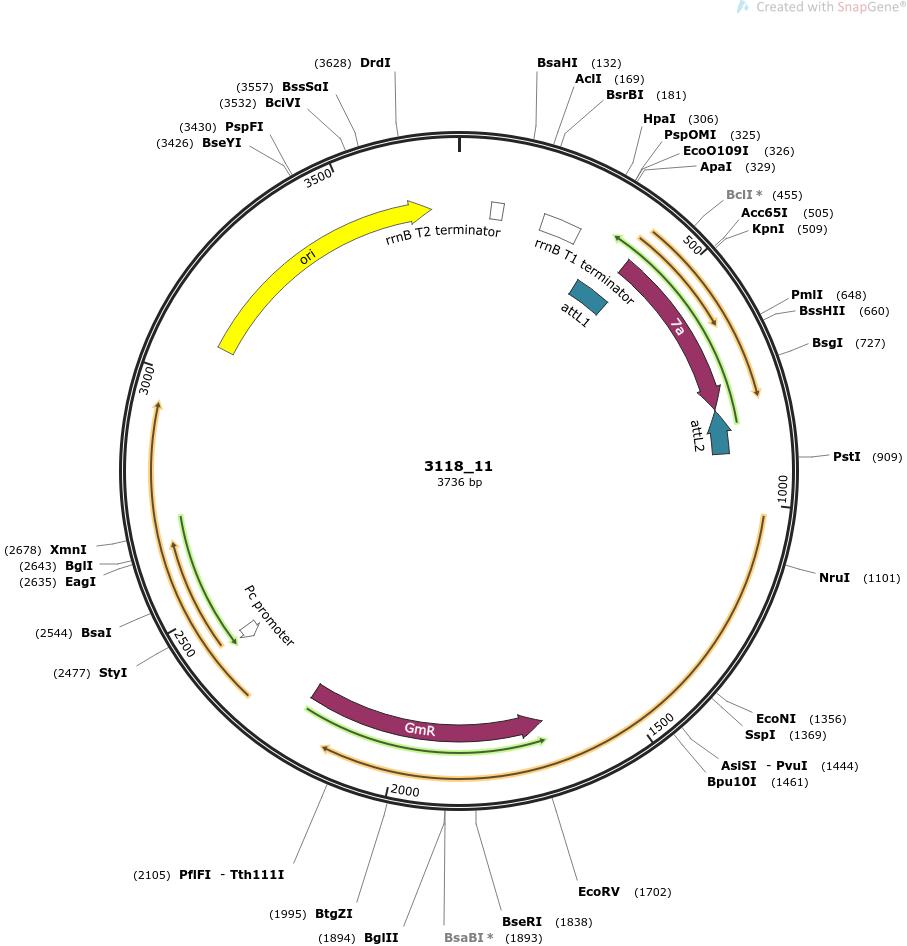 Created with SnapGene®
(3628) DrdI
BsaHI (132)
(3557) BssSαI
AclI (169)
(3532) BciVI
BsrBI (181)
(3430) PspFI
HpaI (306)
(3426) BseYI
PspOMI (325)
EcoO109I (326)
ApaI (329)
3500
BclI * (455)
Acc65I (505)
KpnI (509)
500
rrnB T2 terminator
rrnB T1 terminator
ori
attL1
7a
PmlI (648)
BssHII (660)
BsgI (727)
3000
attL2
PstI (909)
3118_11
3736 bp
1000
(2678) XmnI
(2643) BglI
(2635) EagI
NruI (1101)
Pc promoter
(2544) BsaI
2500
(2477) StyI
GmR
1500
EcoNI (1356)
SspI (1369)
AsiSI - PvuI (1444)
Bpu10I (1461)
2000
(2105) PflFI - Tth111I
EcoRV (1702)
(1995) BtgZI
BseRI (1838)
(1894) BglII
BsaBI * (1893)